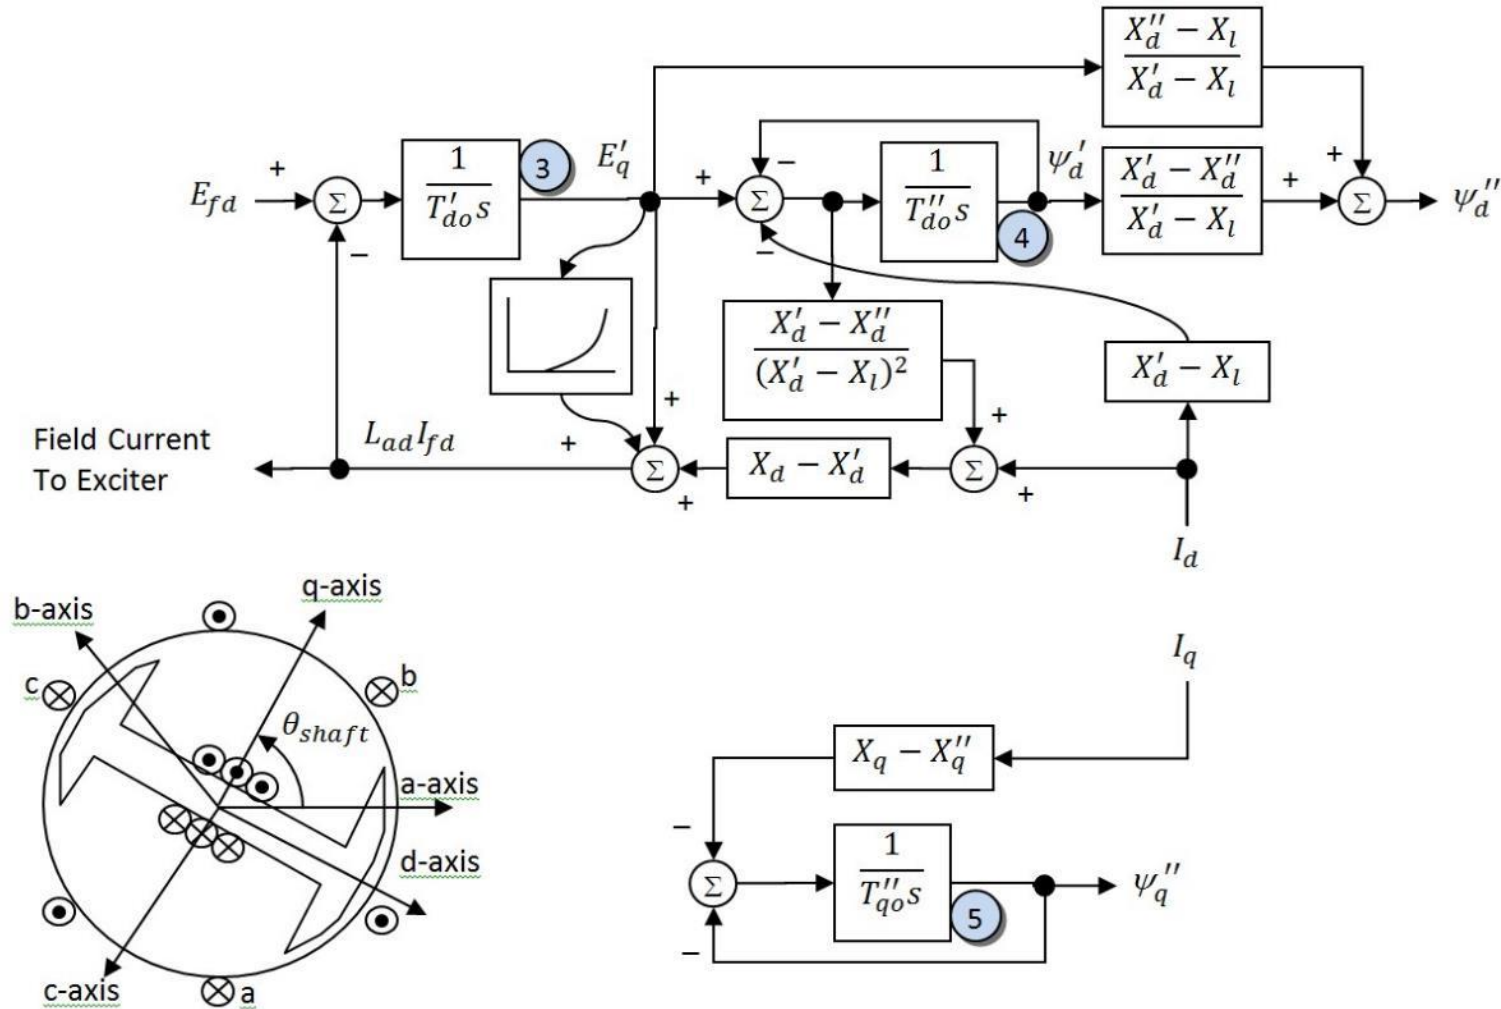 X''_d − X_l
X'_d − X_l
E_fd
+
Σ
−
1
T'_do s
3
E'_q
+
Σ
−
−
1
T''_do s
4
ψ'_d
X'_d − X''_d
X'_d − X_l
+
+
Σ
ψ''_d
X'_d − X''_d
(X'_d − X_l)²
X'_d − X_l
Field Current
To Exciter
L_ad I_fd
+
+
Σ
+
X_d − X'_d
+
Σ
+
I_d
q-axis
b-axis
c
b
θ_shaft
a-axis
d-axis
c-axis
a
I_q
X_q − X''_q
−
Σ
−
1
T''_qo s
5
ψ''_q